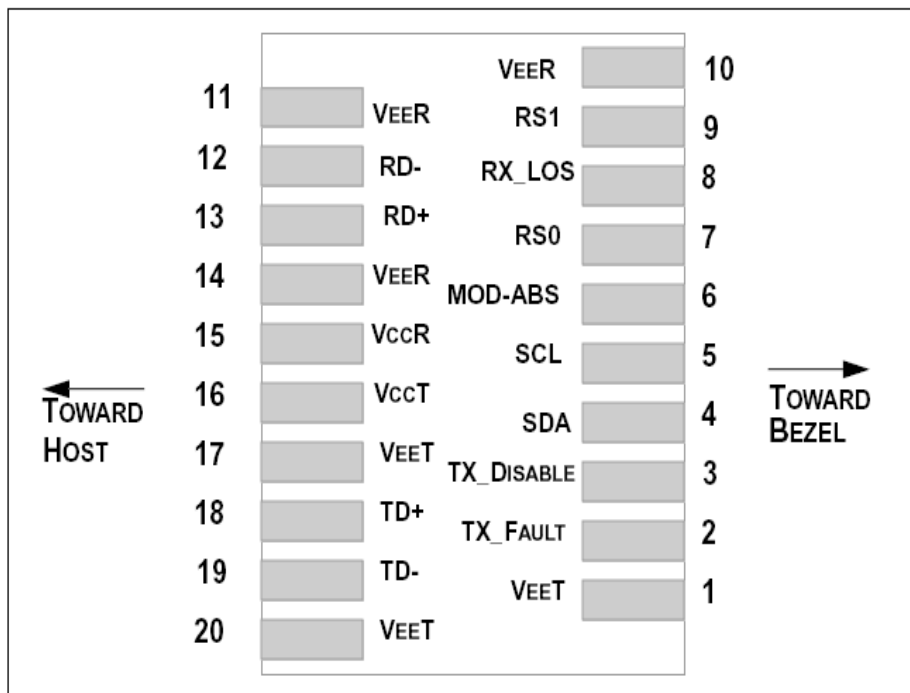 VEER 10
11 VEER
RS1 9
12 RD-
RX_LOS 8
13 RD+
RS0 7
14 VEER
MOD-ABS 6
15 VCCR
SCL 5
16 VCCT
SDA 4
17 VEET
TX_DISABLE 3
18 TD+
TX_FAULT 2
19 TD-
VEET 1
20 VEET
TOWARD
HOST
TOWARD
BEZEL